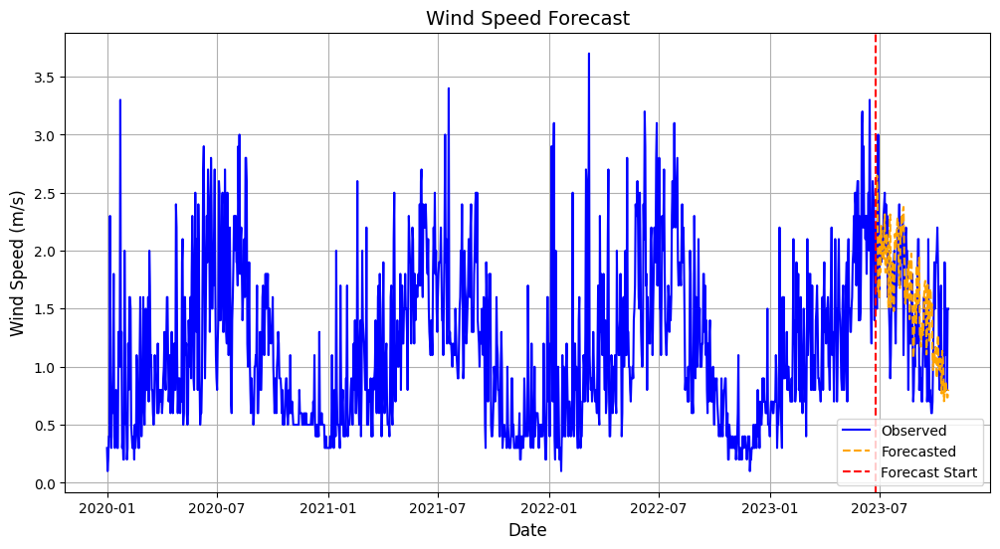 Wind Speed Forecast
Wind Speed (m/s)
3.5
3.0
2.5
2.0
1.5
1.0
0.5
0.0
2020-01
2020-07
2021-01
2021-07
2022-01
2022-07
2023-01
2023-07
Date
Observed
Forecasted
Forecast Start